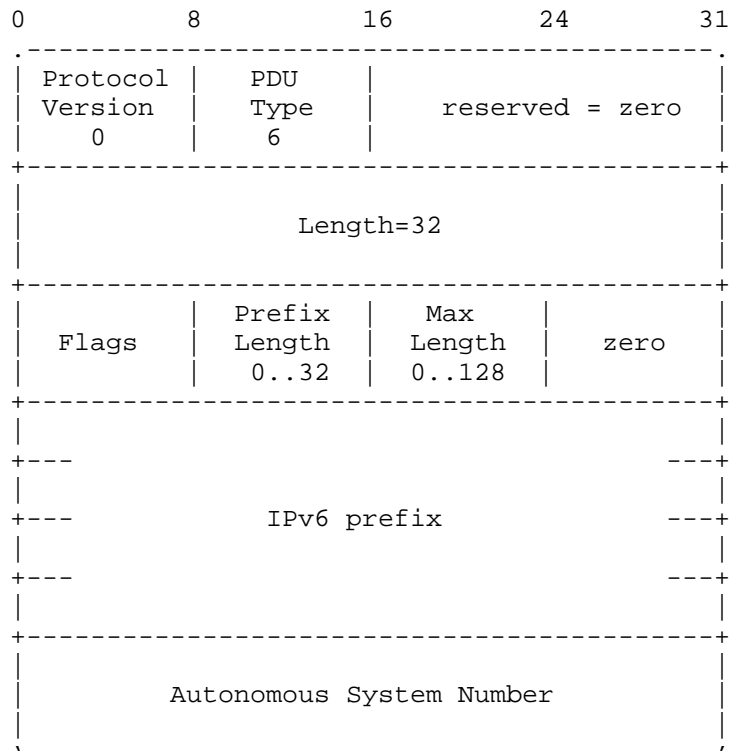 0 8 16 24 31
Protocol PDU
Version Type reserved = zero
0 6
Length=32
Prefix Max
Flags Length Length zero
0..32 0..128
IPv6 prefix
Autonomous System Number